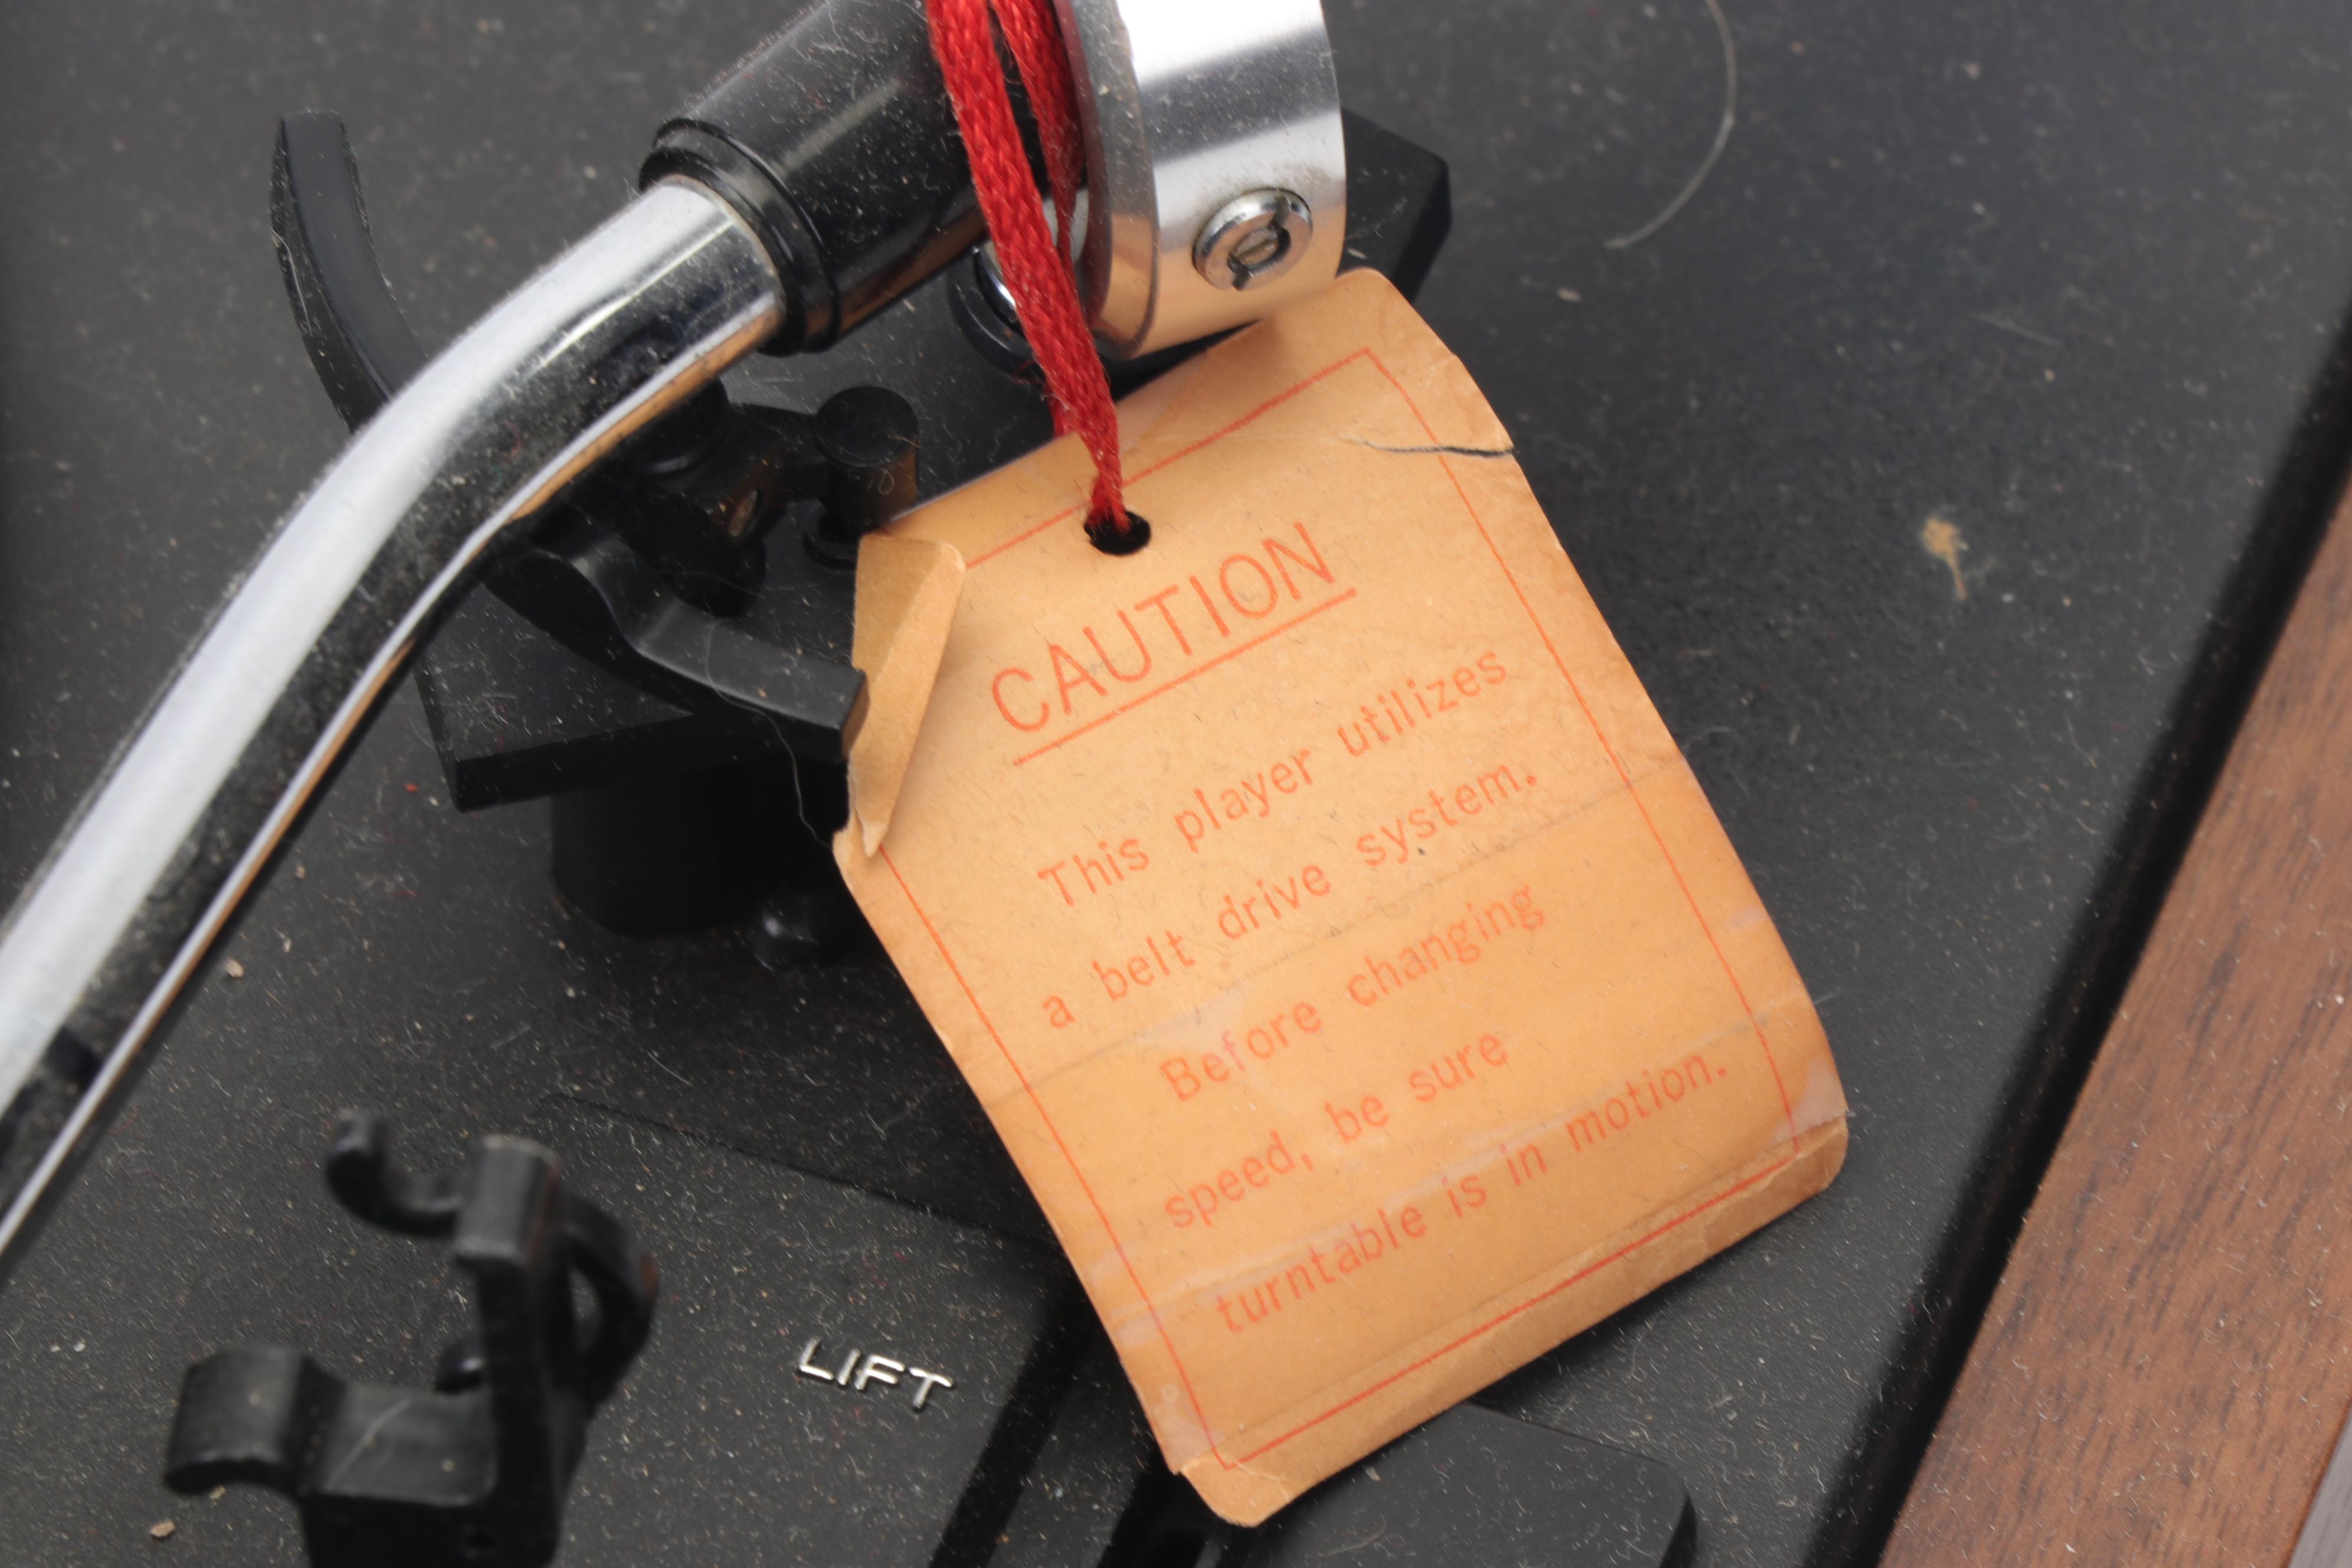 CAUTION
This player utilizes
a belt drive system.
Before changing
speed, be sure
turntable is in motion.
LIFT